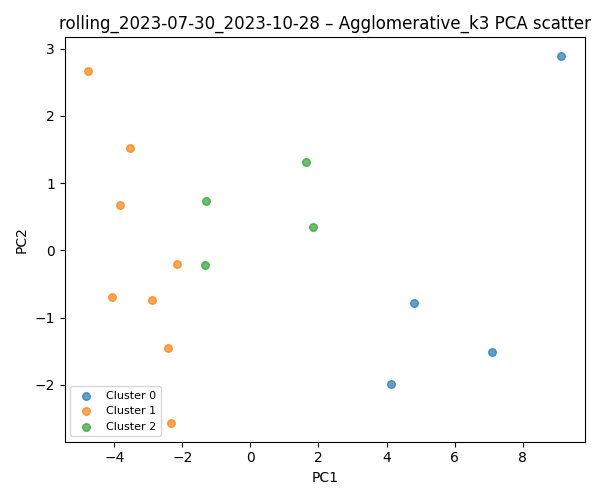 rolling_2023-07-30_2023-10-28 – Agglomerative_k3 PCA scatter
3
2
1
0
−1
−2
PC2
−4
−2
0
2
4
6
8
PC1
Cluster 0
Cluster 1
Cluster 2